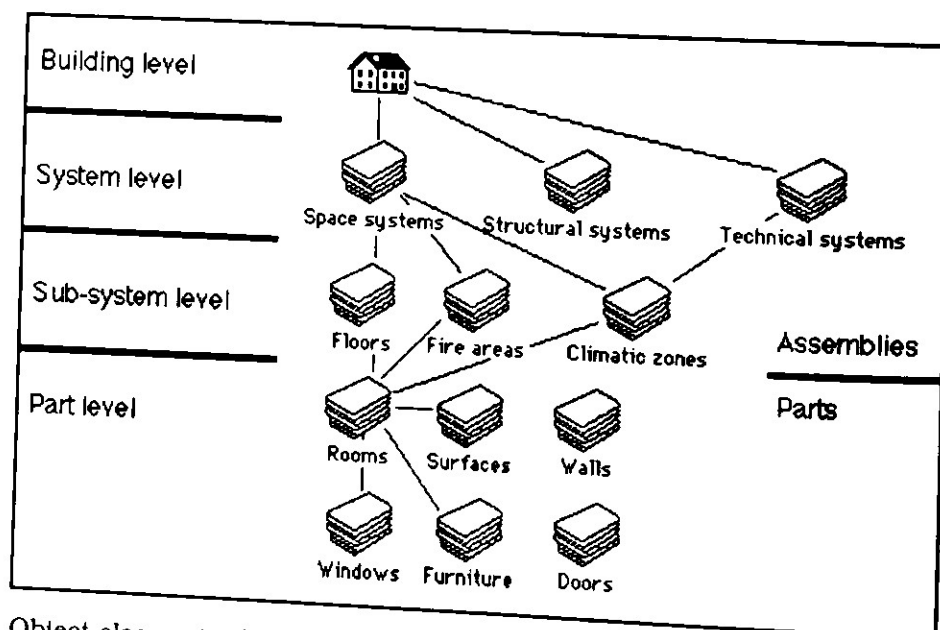 Building level
System level
Space systems
Structural systems
Technical systems
Sub-system level
Floors
Fire areas
Climatic zones
Assemblies
Part level
Parts
Rooms
Surfaces
Walls
Windows
Furniture
Doors
Object